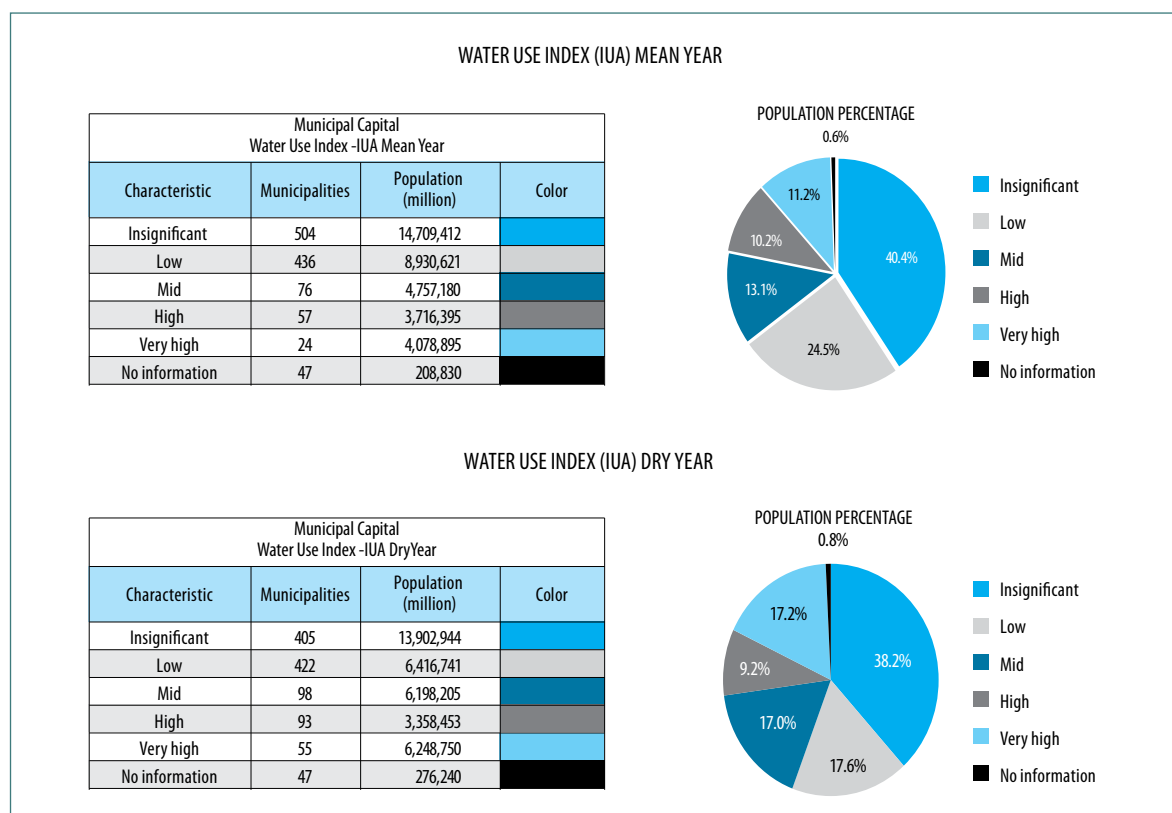 WATER USE INDEX (IUA) MEAN YEAR
Municipal Capital
Water Use Index -IUA Mean Year
Characteristic Municipalities Population (million) Color
Insignificant 504 14,709,412
Low 436 8,930,621
Mid 76 4,757,180
High 57 3,716,395
Very high 24 4,078,895
No information 47 208,830
POPULATION PERCENTAGE
0.6%
11.2%
10.2%
40.4%
13.1%
24.5%
Insignificant
Low
Mid
High
Very high
No information
WATER USE INDEX (IUA) DRY YEAR
Municipal Capital
Water Use Index -IUA DryYear
Characteristic Municipalities Population (million) Color
Insignificant 405 13,902,944
Low 422 6,416,741
Mid 98 6,198,205
High 93 3,358,453
Very high 55 6,248,750
No information 47 276,240
POPULATION PERCENTAGE
0.8%
17.2%
38.2%
9.2%
17.0%
17.6%
Insignificant
Low
Mid
High
Very high
No information